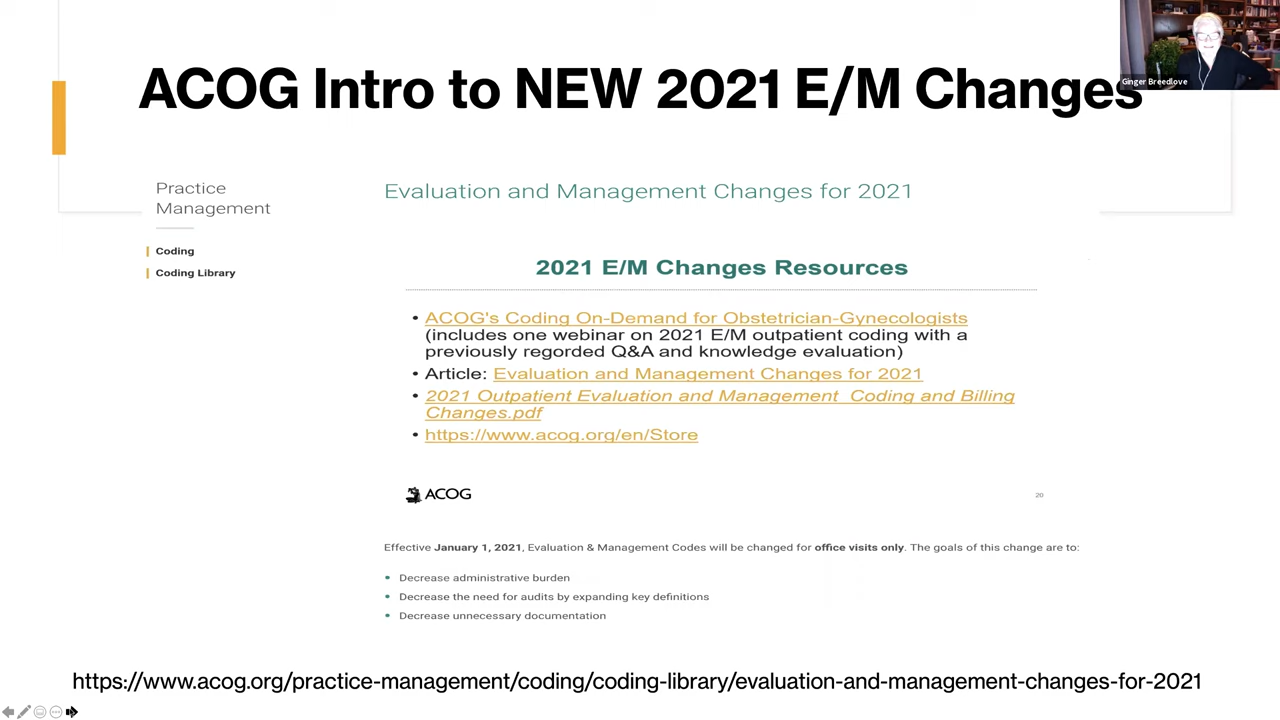 ACOG Intro to NEW 2021 E/M Changes
Ginger Breedlove
Practice
Management
Coding
Coding Library
Evaluation and Management Changes for 2021
2021 E/M Changes Resources
• ACOG's Coding On-Demand for Obstetrician-Gynecologists
(includes one webinar on 2021 E/M outpatient coding with a
previously regorded Q&A and knowledge evaluation)
• Article: Evaluation and Management Changes for 2021
• 2021 Outpatient Evaluation and Management Coding and Billing
Changes.pdf
• https://www.acog.org/en/Store
ACOG
20
Effective January 1, 2021, Evaluation & Management Codes will be changed for office visits only. The goals of this change are to:
• Decrease administrative burden
• Decrease the need for audits by expanding key definitions
• Decrease unnecessary documentation
https://www.acog.org/practice-management/coding/coding-library/evaluation-and-management-changes-for-2021